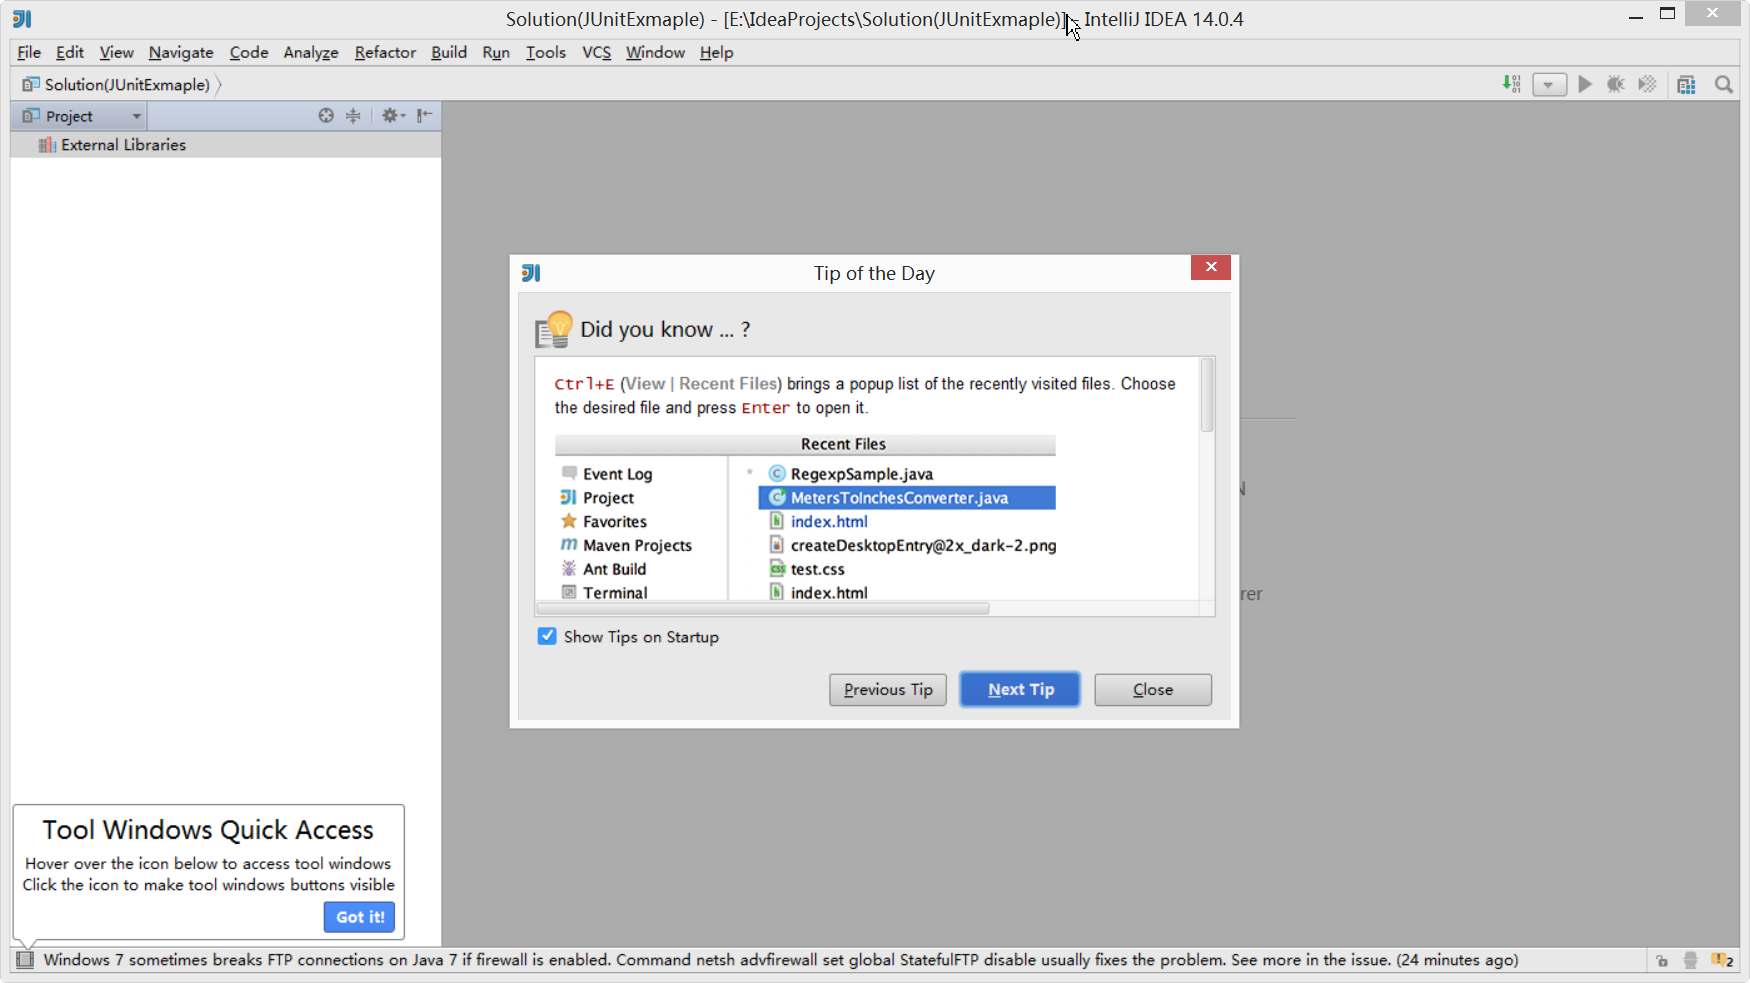 Solution(JUnitExmaple) - [E:\IdeaProjects\Solution(JUnitExmaple)] - IntelliJ IDEA 14.0.4
File Edit View Navigate Code Analyze Refactor Build Run Tools VCS Window Help
Solution(JUnitExmaple)
Project
External Libraries
Tip of the Day
Did you know ... ?
Ctrl+E (View | Recent Files) brings a popup list of the recently visited files. Choose
the desired file and press Enter to open it.
Recent Files
Event Log
Project
Favorites
Maven Projects
Ant Build
Terminal
* RegexpSample.java
MetersToInchesConverter.java
index.html
createDesktopEntry@2x_dark-2.png
test.css
index.html
Show Tips on Startup
Previous Tip Next Tip Close
N
rer
Tool Windows Quick Access
Hover over the icon below to access tool windows
Click the icon to make tool windows buttons visible
Got it!
Windows 7 sometimes breaks FTP connections on Java 7 if firewall is enabled. Command netsh advfirewall set global StatefulFTP disable usually fixes the problem. See more in the issue. (24 minutes ago)
2